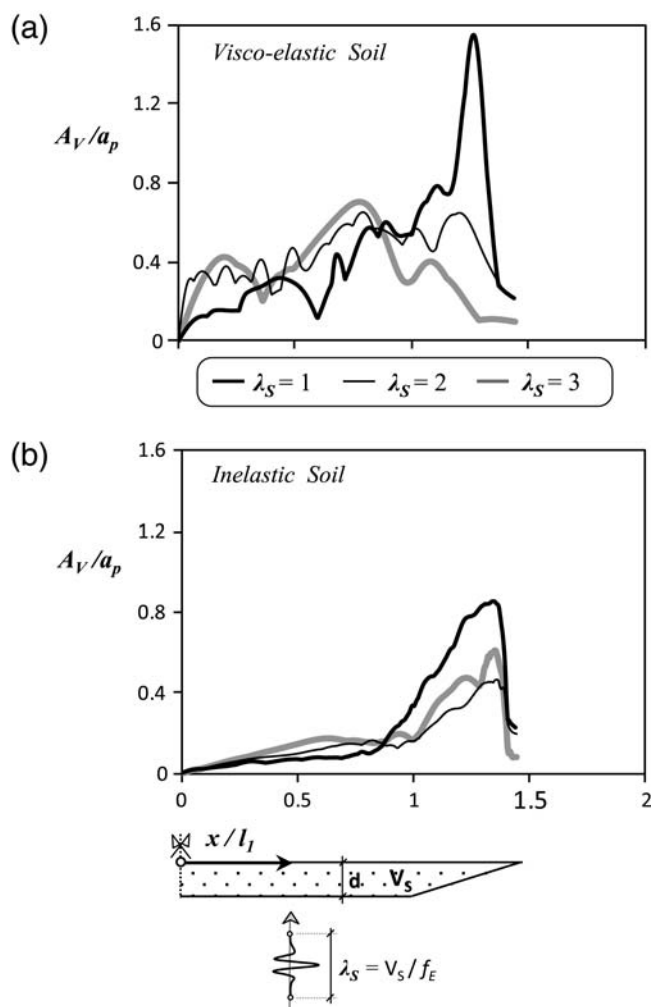 (a)
1.6
Visco-elastic Soil
1.2
A_V/a_p
0.8
0.4
0
2
λ_S = 1 λ_S = 2 λ_S = 3
(b)
1.6
Inelastic Soil
1.2
A_V/a_p
0.8
0.4
0
0 0.5 1 1.5 2
x/l_1
d V_S
λ_S = V_S/f_E